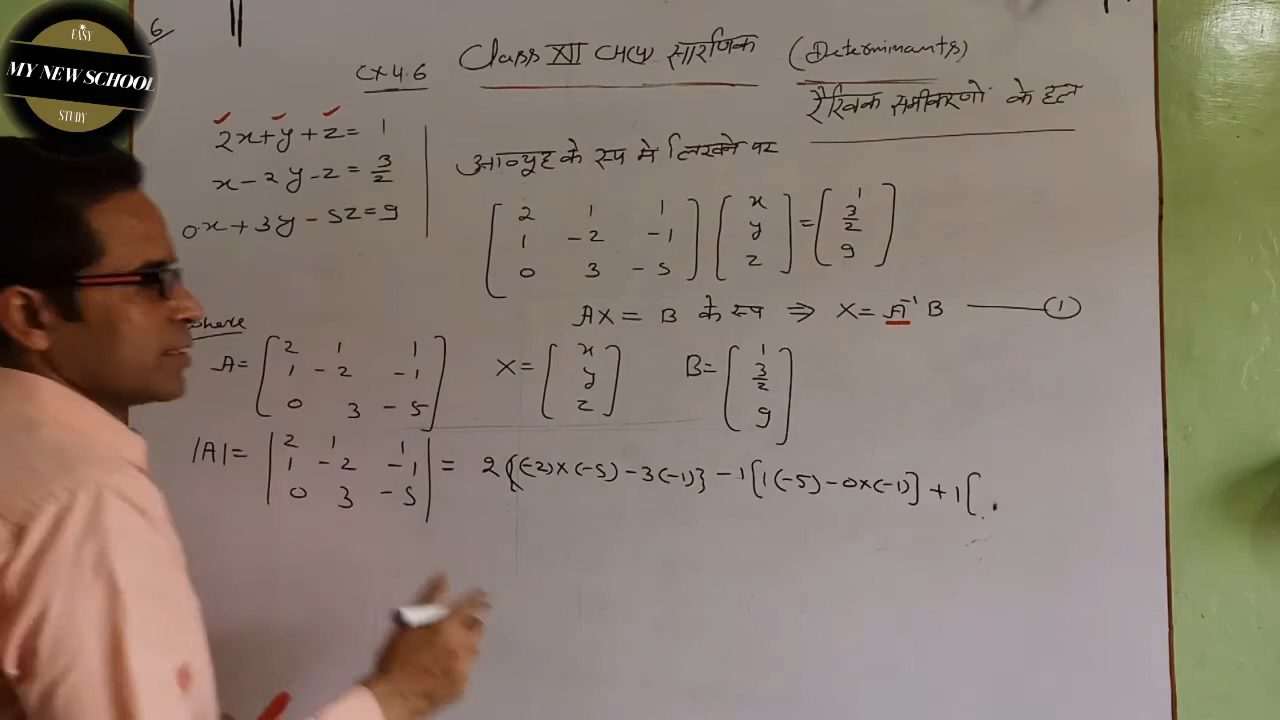 EASY
MY NEW SCHOOL
STUDY
6
Class XII CH(4) सारणिक (Determinants)
Ex 4.6
रैखिक समीकरणों के हल
2x+y+z= 1
x-2y-z= 3/2
0x+3y-5z=9
आव्यूह के रूप मे लिखने पर
[2 1 1] [x] = [1]
[1 -2 -1] [y] [3/2]
[0 3 -5] [z] [9]
AX = B के रूप ⇒ X= A⁻¹ B —— (1)
where
A= [2 1 1] X= [x] B= [1]
[1 -2 -1] [y] [3/2]
[0 3 -5] [z] [9]
|A|= |2 1 1|
|1 -2 -1| = 2{(-2)x(-5)-3(-1)} -1[1(-5)-0x(-1)] +1[
|0 3 -5|